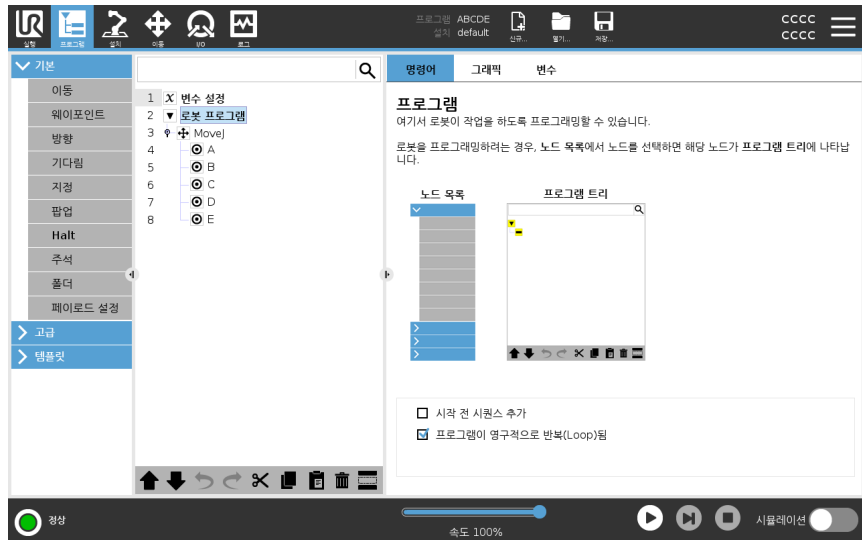 UR
프로그램 ABCDE
설치 default
cccc
cccc
실행
프로그램
설치
이동
I/O
로그
신규...
열기...
저장...
기본
이동
웨이포인트
방향
기다림
지정
팝업
Halt
주석
폴더
페이로드 설정
고급
템플릿
1 X 변수 설정
2 로봇 프로그램
3 MoveJ
4 A
5 B
6 C
7 D
8 E
명령어 그래픽 변수
프로그램
여기서 로봇이 작업을 하도록 프로그래밍할 수 있습니다.
로봇을 프로그래밍하려는 경우, 노드 목록에서 노드를 선택하면 해당 노드가 프로그램 트리에 나타납
니다.
노드 목록
프로그램 트리
시작 전 시퀀스 추가
프로그램이 영구적으로 반복(Loop)됨
정상
속도 100%
시뮬레이션